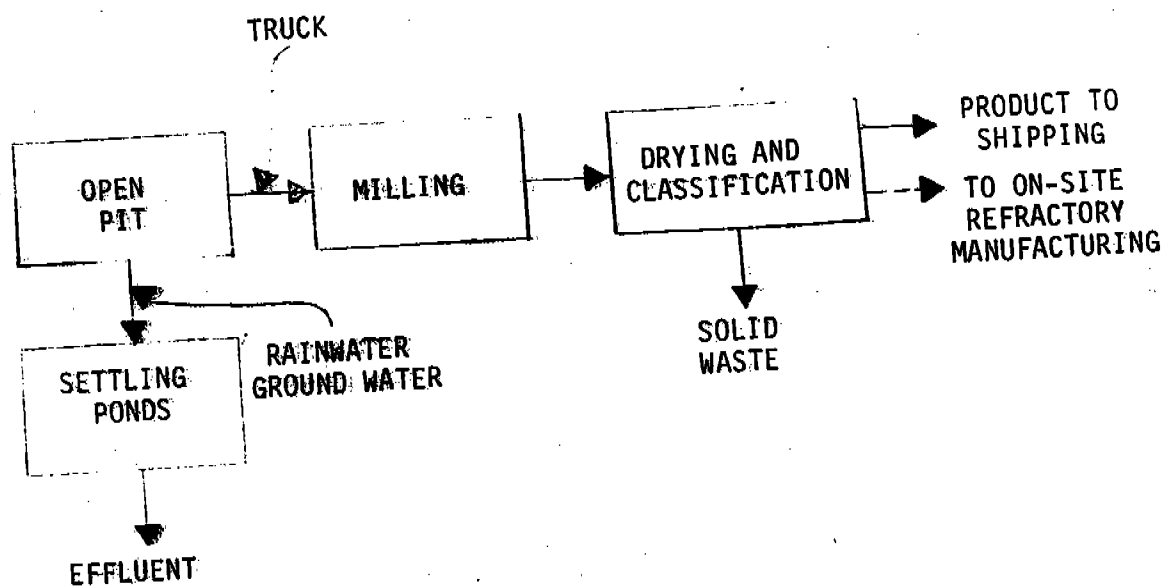 TRUCK
OPEN
PIT
MILLING
DRYING AND
CLASSIFICATION
PRODUCT TO
SHIPPING
TO ON-SITE
REFRACTORY
MANUFACTURING
SOLID
WASTE
RAINWATER
GROUND WATER
SETTLING
PONDS
EFFLUENT